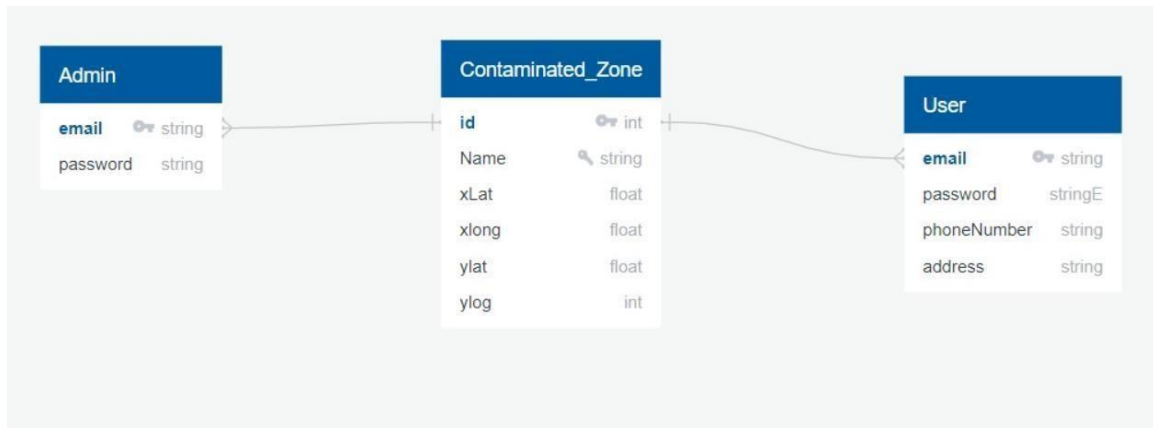 Admin
email string
password string
Contaminated_Zone
id int
Name string
xLat float
xlong float
ylat float
ylog int
User
email string
password stringE
phoneNumber string
address string